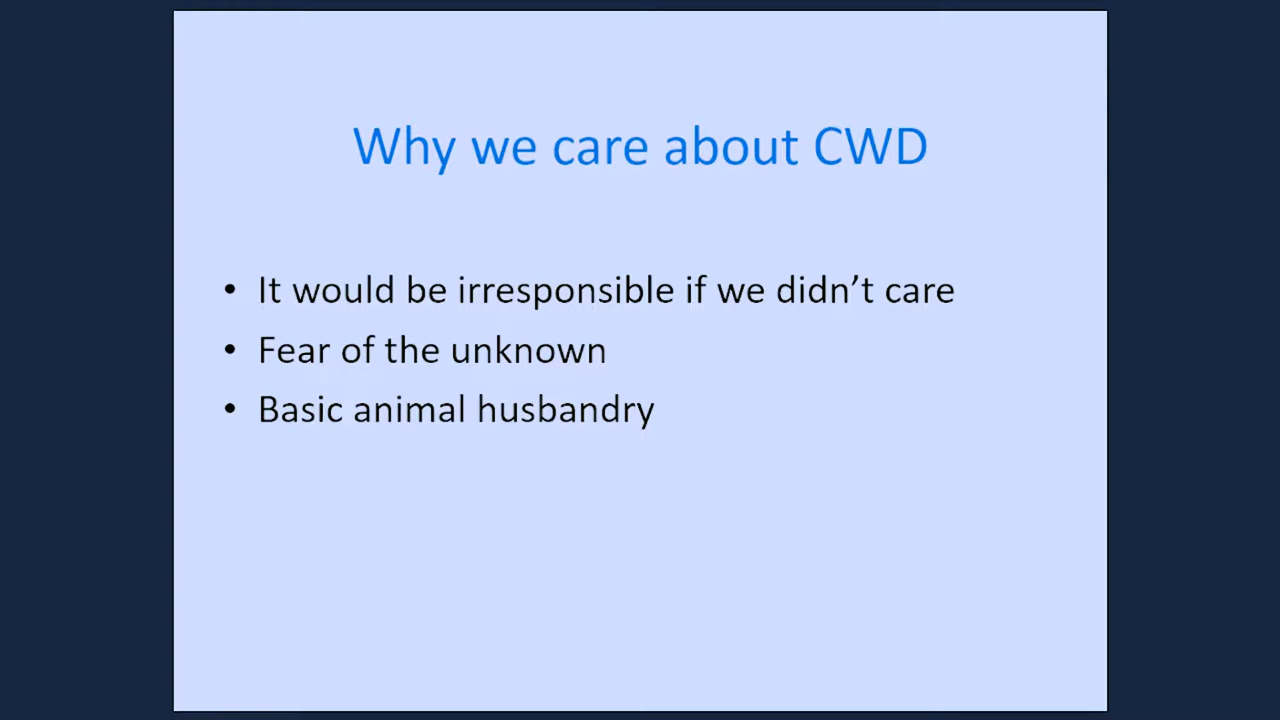 Why we care about CWD
• It would be irresponsible if we didn’t care
• Fear of the unknown
• Basic animal husbandry